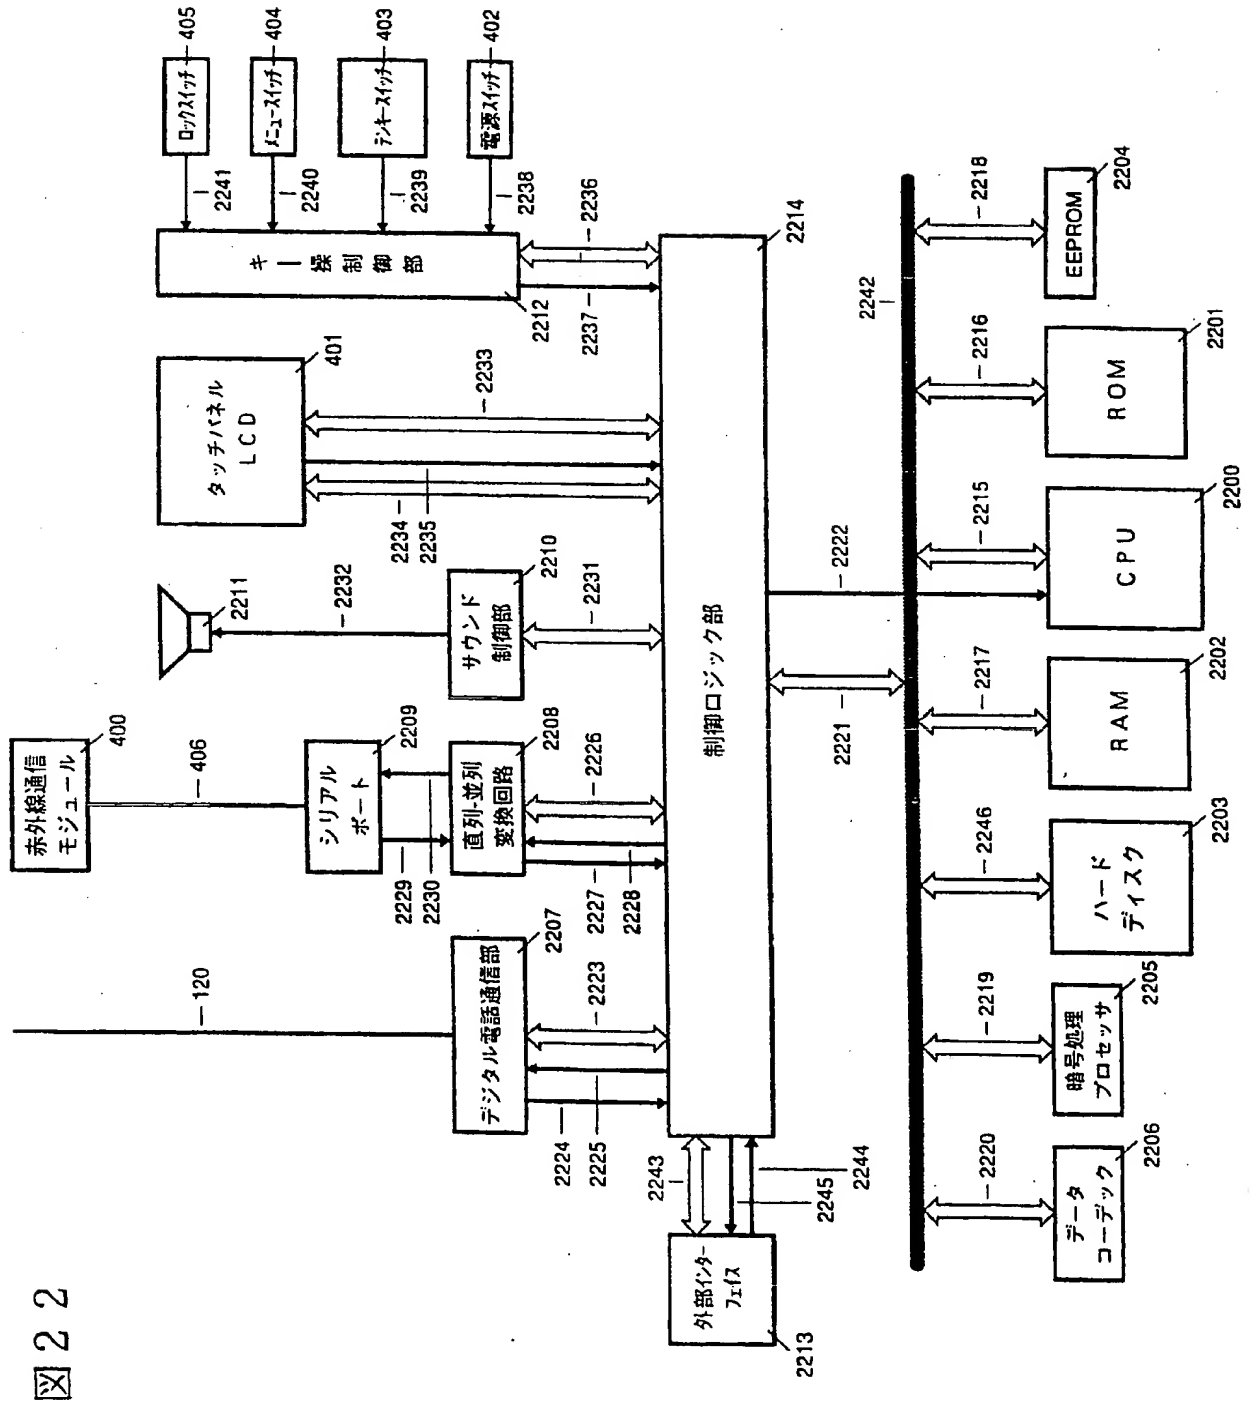 図22
赤外線通信
モジュール
400
406
120
シリアル
ポート
2209
2229
2230
直列-並列
変換回路
2208
2226
2227
2228
デジタル電話通信部
2207
2223
2224
2225
2211
2232
サウンド
制御部
2210
2231
タッチパネル
LCD
401
2233
2234
2235
キー操制御部
2212
2236
2237
ロックスイッチ
405
2241
メニュースイッチ
404
2240
テンキースイッチ
403
2239
電源スイッチ
402
2238
外部インター
フェイス
2213
2243
2245
2244
制御ロジック部
2214
2221
2222
2242
データ
コーデック
2206
2220
暗号処理
プロセッサ
2205
2219
ハード
ディスク
2203
2246
RAM
2202
2217
CPU
2200
2215
ROM
2201
2216
EEPROM
2204
2218